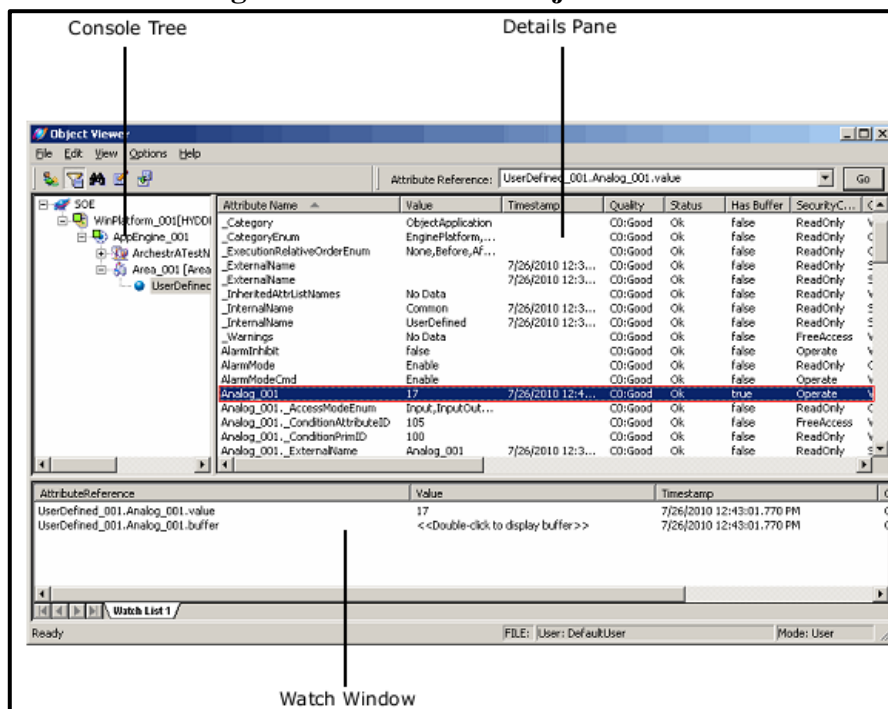 Console Tree Details Pane
Object Viewer
File Edit View Options Help
Attribute Reference: UserDefined_001.Analog_001.value Go
SOE
WinPlatform_001[HYDDI
AppEngine_001
ArchestrATestN
Area_001 [Area
UserDefinec
Attribute Name Value Timestamp Quality Status Has Buffer SecurityC...
_Category ObjectApplication C0:Good Ok false ReadOnly
_CategoryEnum EnginePlatform,... C0:Good Ok false ReadOnly
_ExecutionRelativeOrderEnum None,Before,Af... C0:Good Ok false ReadOnly
_ExternalName 7/26/2010 12:3... C0:Good Ok false ReadOnly
_ExternalName 7/26/2010 12:3... C0:Good Ok false ReadOnly
_InheritedAttrListNames No Data C0:Good Ok false ReadOnly
_InternalName Common 7/26/2010 12:3... C0:Good Ok false ReadOnly
_InternalName UserDefined 7/26/2010 12:3... C0:Good Ok false ReadOnly
_Warnings No Data C0:Good Ok false FreeAccess
AlarmInhibit false C0:Good Ok false Operate
AlarmMode Enable C0:Good Ok false ReadOnly
AlarmModeCmd Enable C0:Good Ok false Operate
Analog_001 17 7/26/2010 12:4... C0:Good Ok true Operate
Analog_001._AccessModeEnum Input,InputOut... C0:Good Ok false ReadOnly
Analog_001._ConditionAttributeID 105 C0:Good Ok false FreeAccess
Analog_001._ConditionPrimID 100 C0:Good Ok false ReadOnly
Analog_001._ExternalName Analog_001 7/26/2010 12:3... C0:Good Ok false ReadOnly
AttributeReference Value Timestamp
UserDefined_001.Analog_001.value 17 7/26/2010 12:43:01.770 PM
UserDefined_001.Analog_001.buffer <<Double-click to display buffer>> 7/26/2010 12:43:01.770 PM
Watch List 1
Ready FILE: User: DefaultUser Mode: User
Watch Window